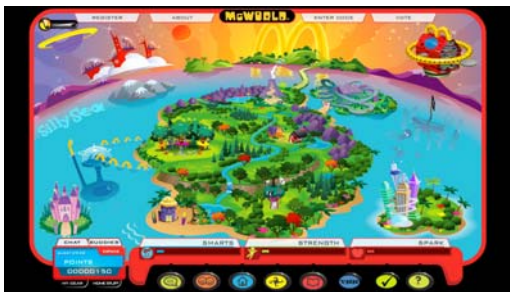 REGISTER
ABOUT
McWORLD
ENTER CODE
VOTE
Silly Sea
CHAT
BUDDIES
SMARTS
STRENGTH
SPARK
POINTS
00000150
?